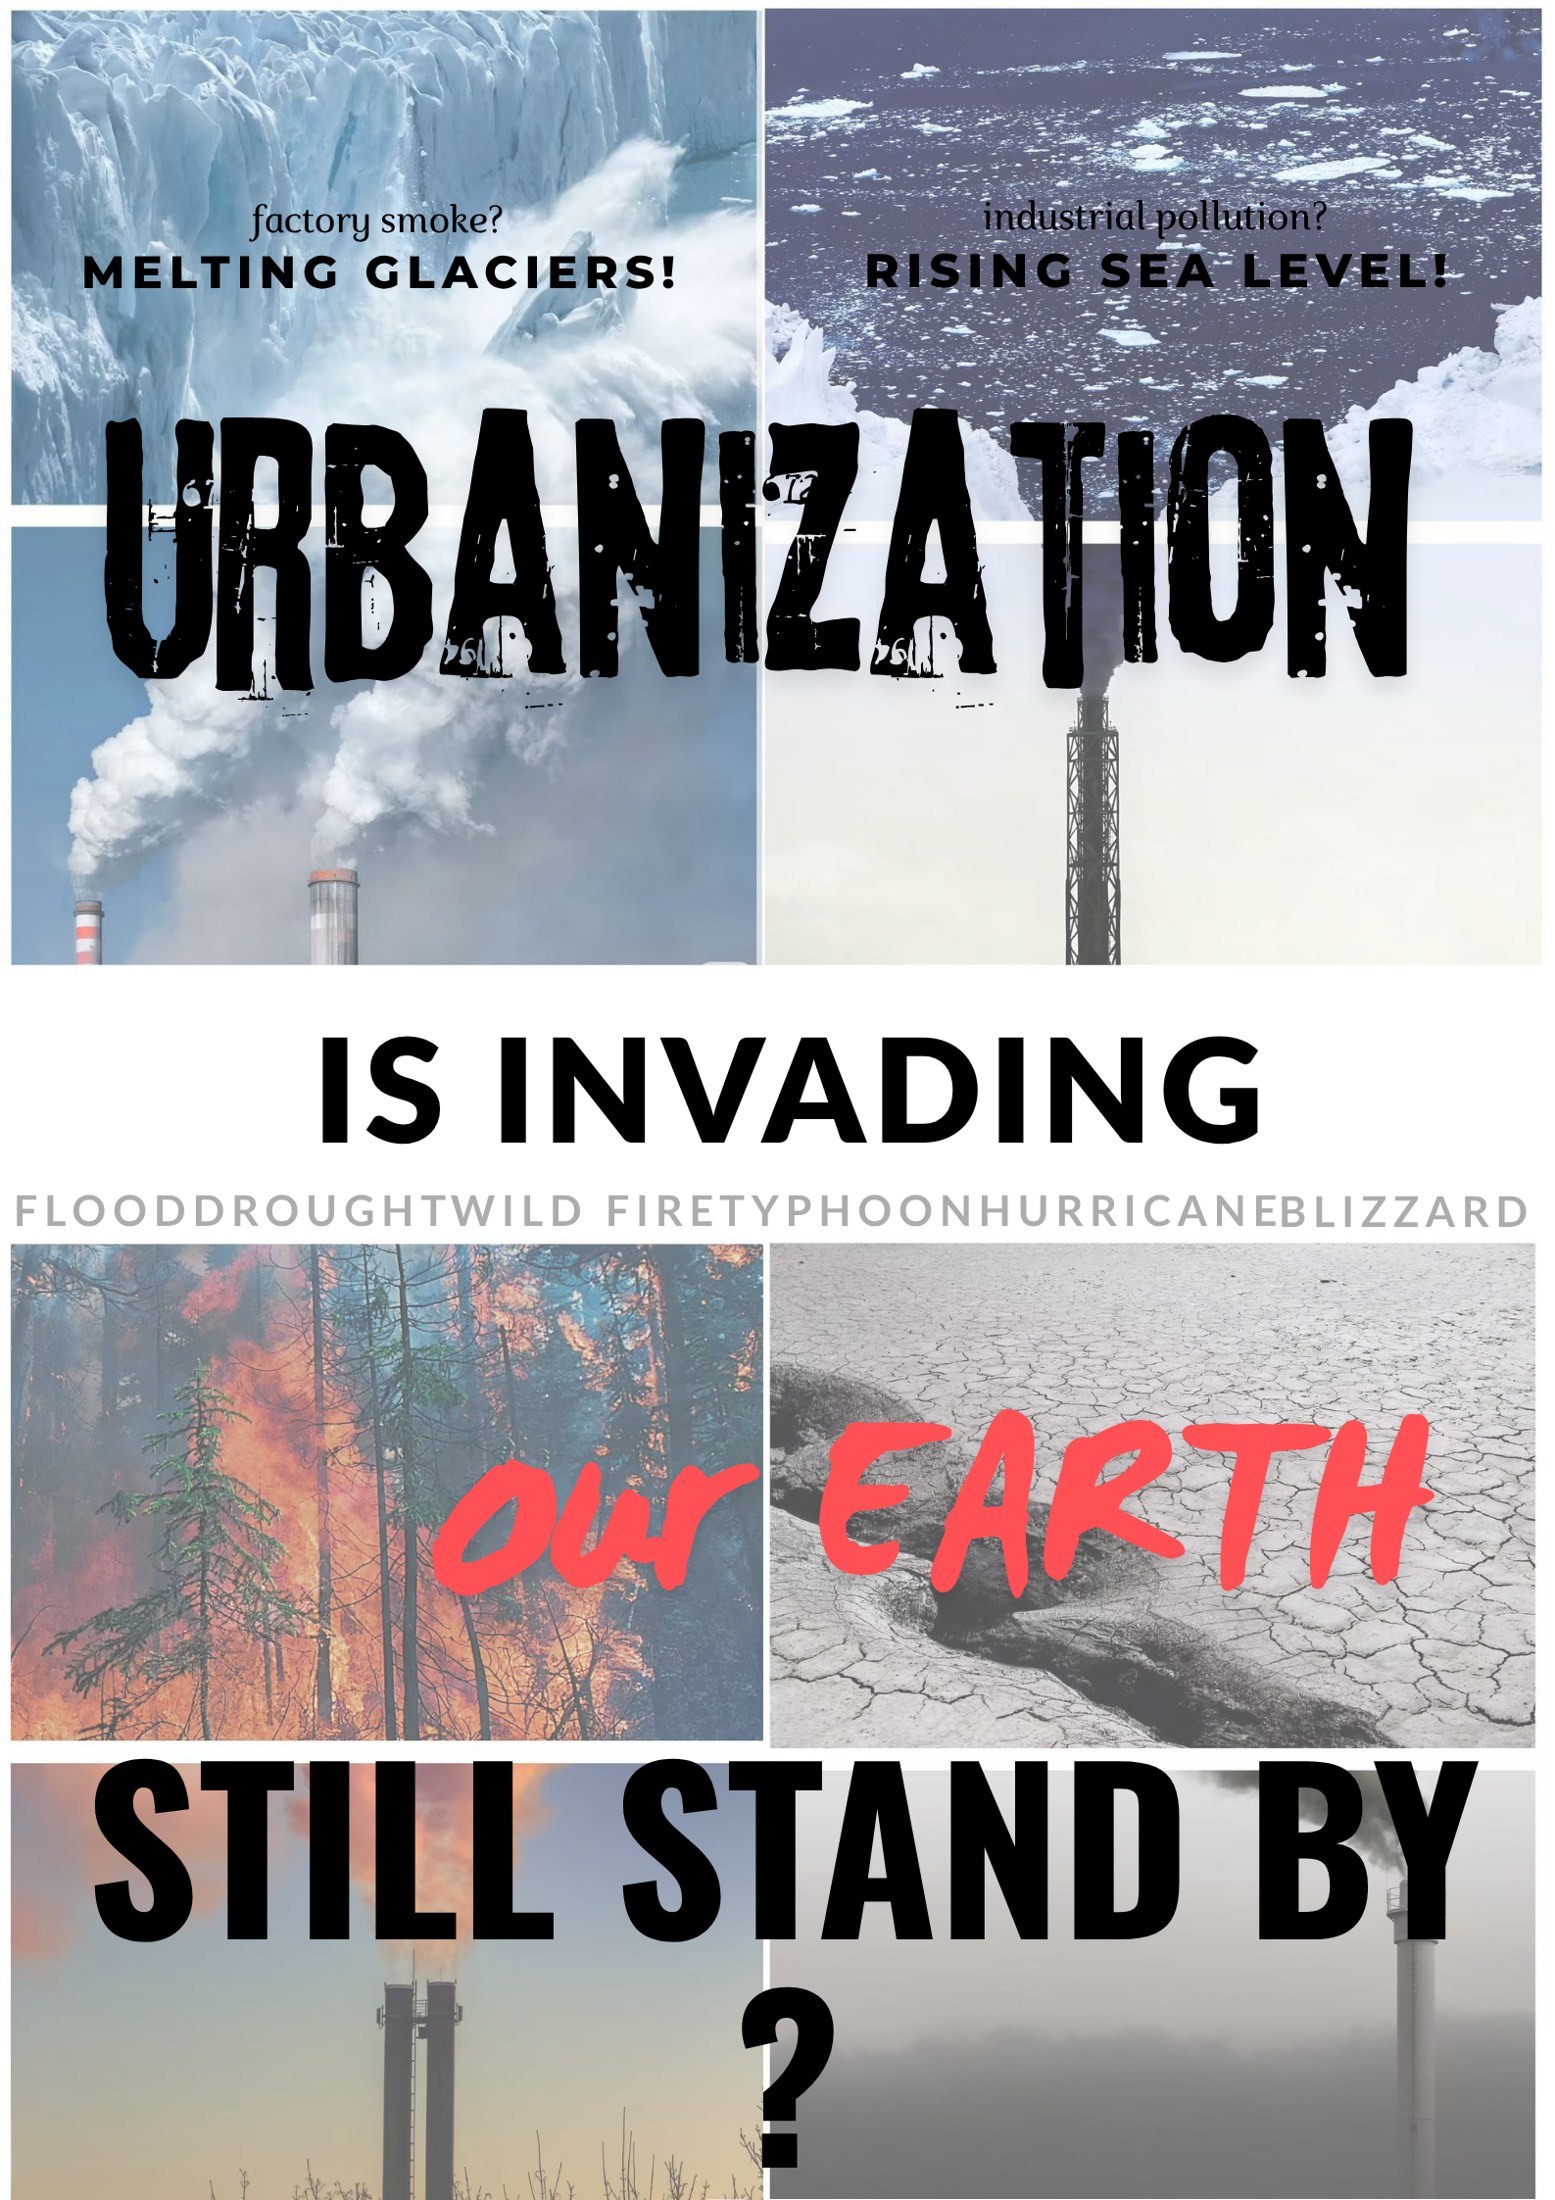 factory smoke?
MELTING GLACIERS!
industrial pollution?
RISING SEA LEVEL!
URBANIZATION
IS INVADING
FLOODDROUGHTWILD FIRETYPHOONHURRICANEBLIZZARD
our EARTH
STILL STAND BY
?